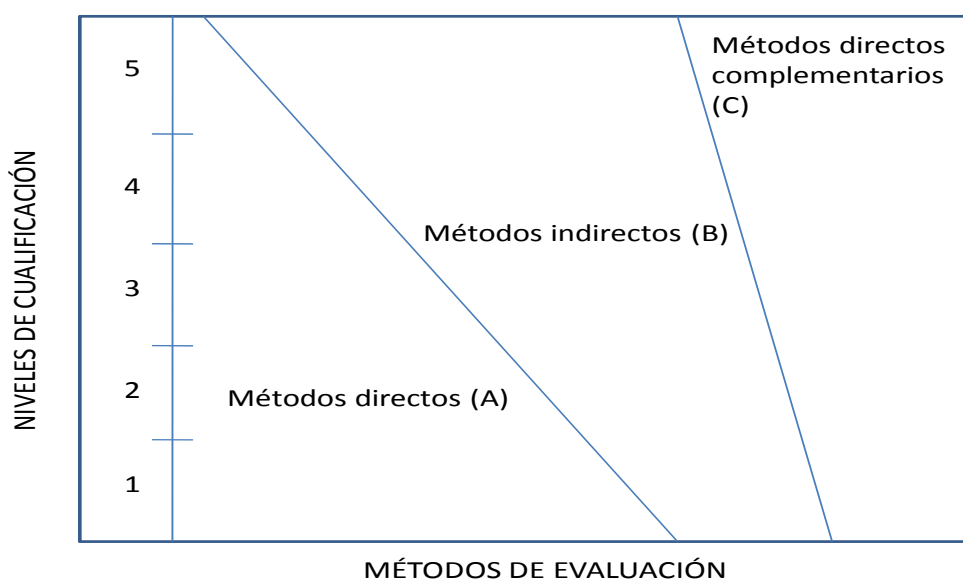 NIVELES DE CUALIFICACIÓN
5
4
3
2
1
Métodos directos
complementarios
(C)
Métodos indirectos (B)
Métodos directos (A)
MÉTODOS DE EVALUACIÓN